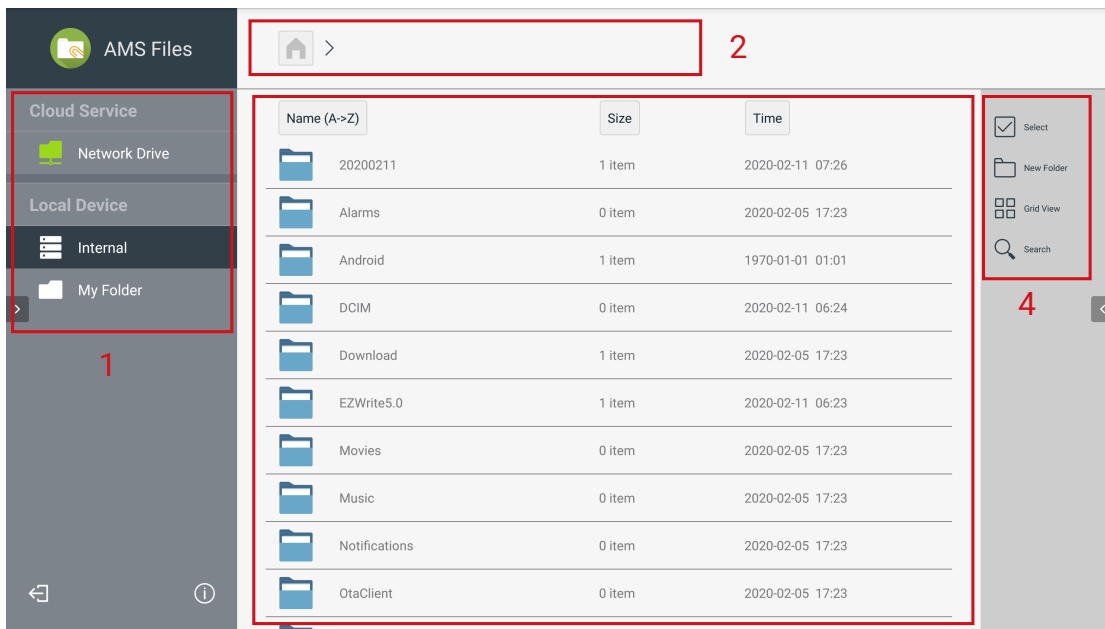 AMS Files
>
2
Cloud Service
Network Drive
Local Device
Internal
My Folder
1
Name (A->Z) Size Time
20200211 1 item 2020-02-11 07:26
Alarms 0 item 2020-02-05 17:23
Android 1 item 1970-01-01 01:01
DCIM 0 item 2020-02-11 06:24
Download 1 item 2020-02-05 17:23
EZWrite5.0 1 item 2020-02-11 06:23
Movies 0 item 2020-02-05 17:23
Music 0 item 2020-02-05 17:23
Notifications 0 item 2020-02-05 17:23
OtaClient 0 item 2020-02-05 17:23
Select
New Folder
Grid View
Search
4